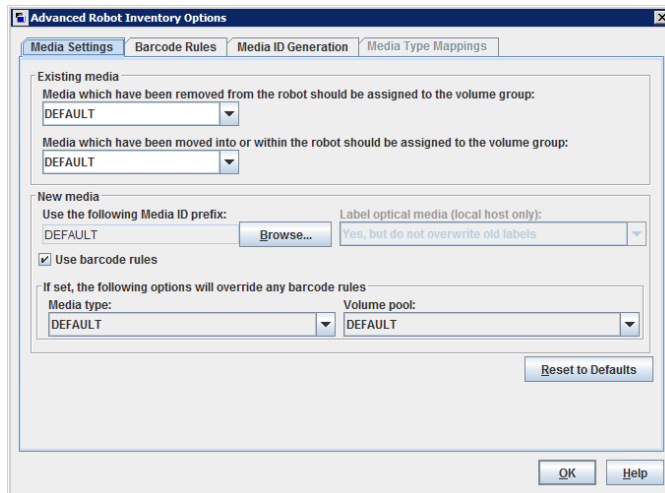 Advanced Robot Inventory Options
Media Settings Barcode Rules Media ID Generation Media Type Mappings
Existing media
Media which have been removed from the robot should be assigned to the volume group:
DEFAULT
Media which have been moved into or within the robot should be assigned to the volume group:
DEFAULT
New media
Use the following Media ID prefix: Label optical media (local host only):
DEFAULT Browse... Yes, but do not overwrite old labels
Use barcode rules
If set, the following options will override any barcode rules
Media type: Volume pool:
DEFAULT DEFAULT
Reset to Defaults
OK Help